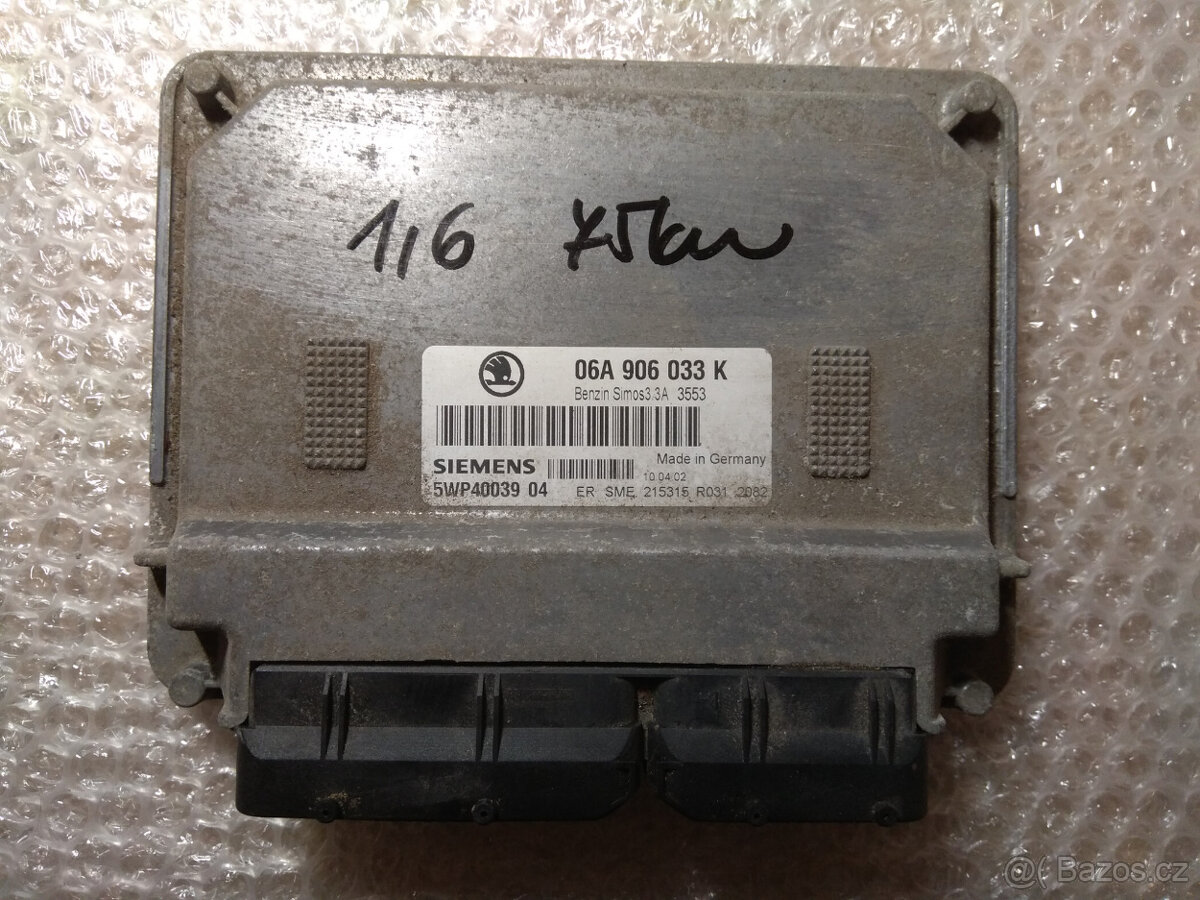 1,6 75kw
06A 906 033 K
Benzin Simos3.3A 3553
SIEMENS
Made in Germany
10.04.02
5WP40039 04
ER SME 215315 R031 2082
@( Bazos.cz